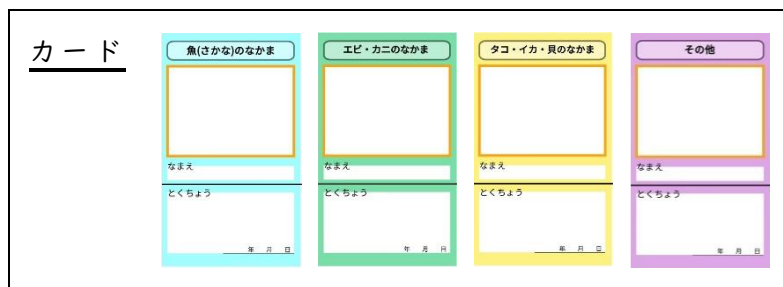 カード
魚(さかな)のなかま
なまえ
とくちょう
年 月 日
エビ・カニのなかま
なまえ
とくちょう
年 月 日
タコ・イカ・貝のなかま
なまえ
とくちょう
年 月 日
その他
なまえ
とくちょう
年 月 日